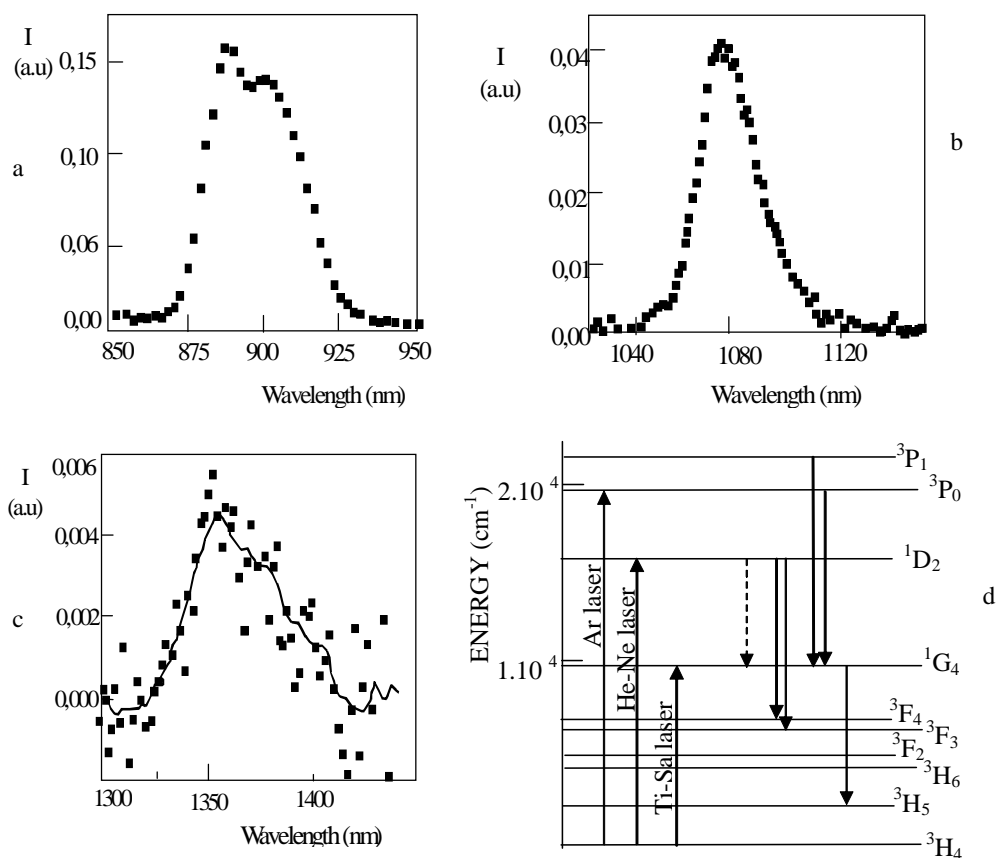 I
(a.u)
0,15
0,10
0,06
0,00
850 875 900 925 950
Wavelength (nm)
a
I
(a.u)
0,04
0,03
0,02
0,01
0,00
1040 1080 1120
Wavelength (nm)
b
I
(a.u)
0,006
0,004
0,002
0,000
1300 1350 1400
Wavelength (nm)
c
ENERGY (cm-1)
2.10 4
1.10 4
Ar laser
He-Ne laser
Ti-Sa laser
3P1
3P0
1D2
1G4
3F4
3F3
3F2
3H6
3H5
3H4
d